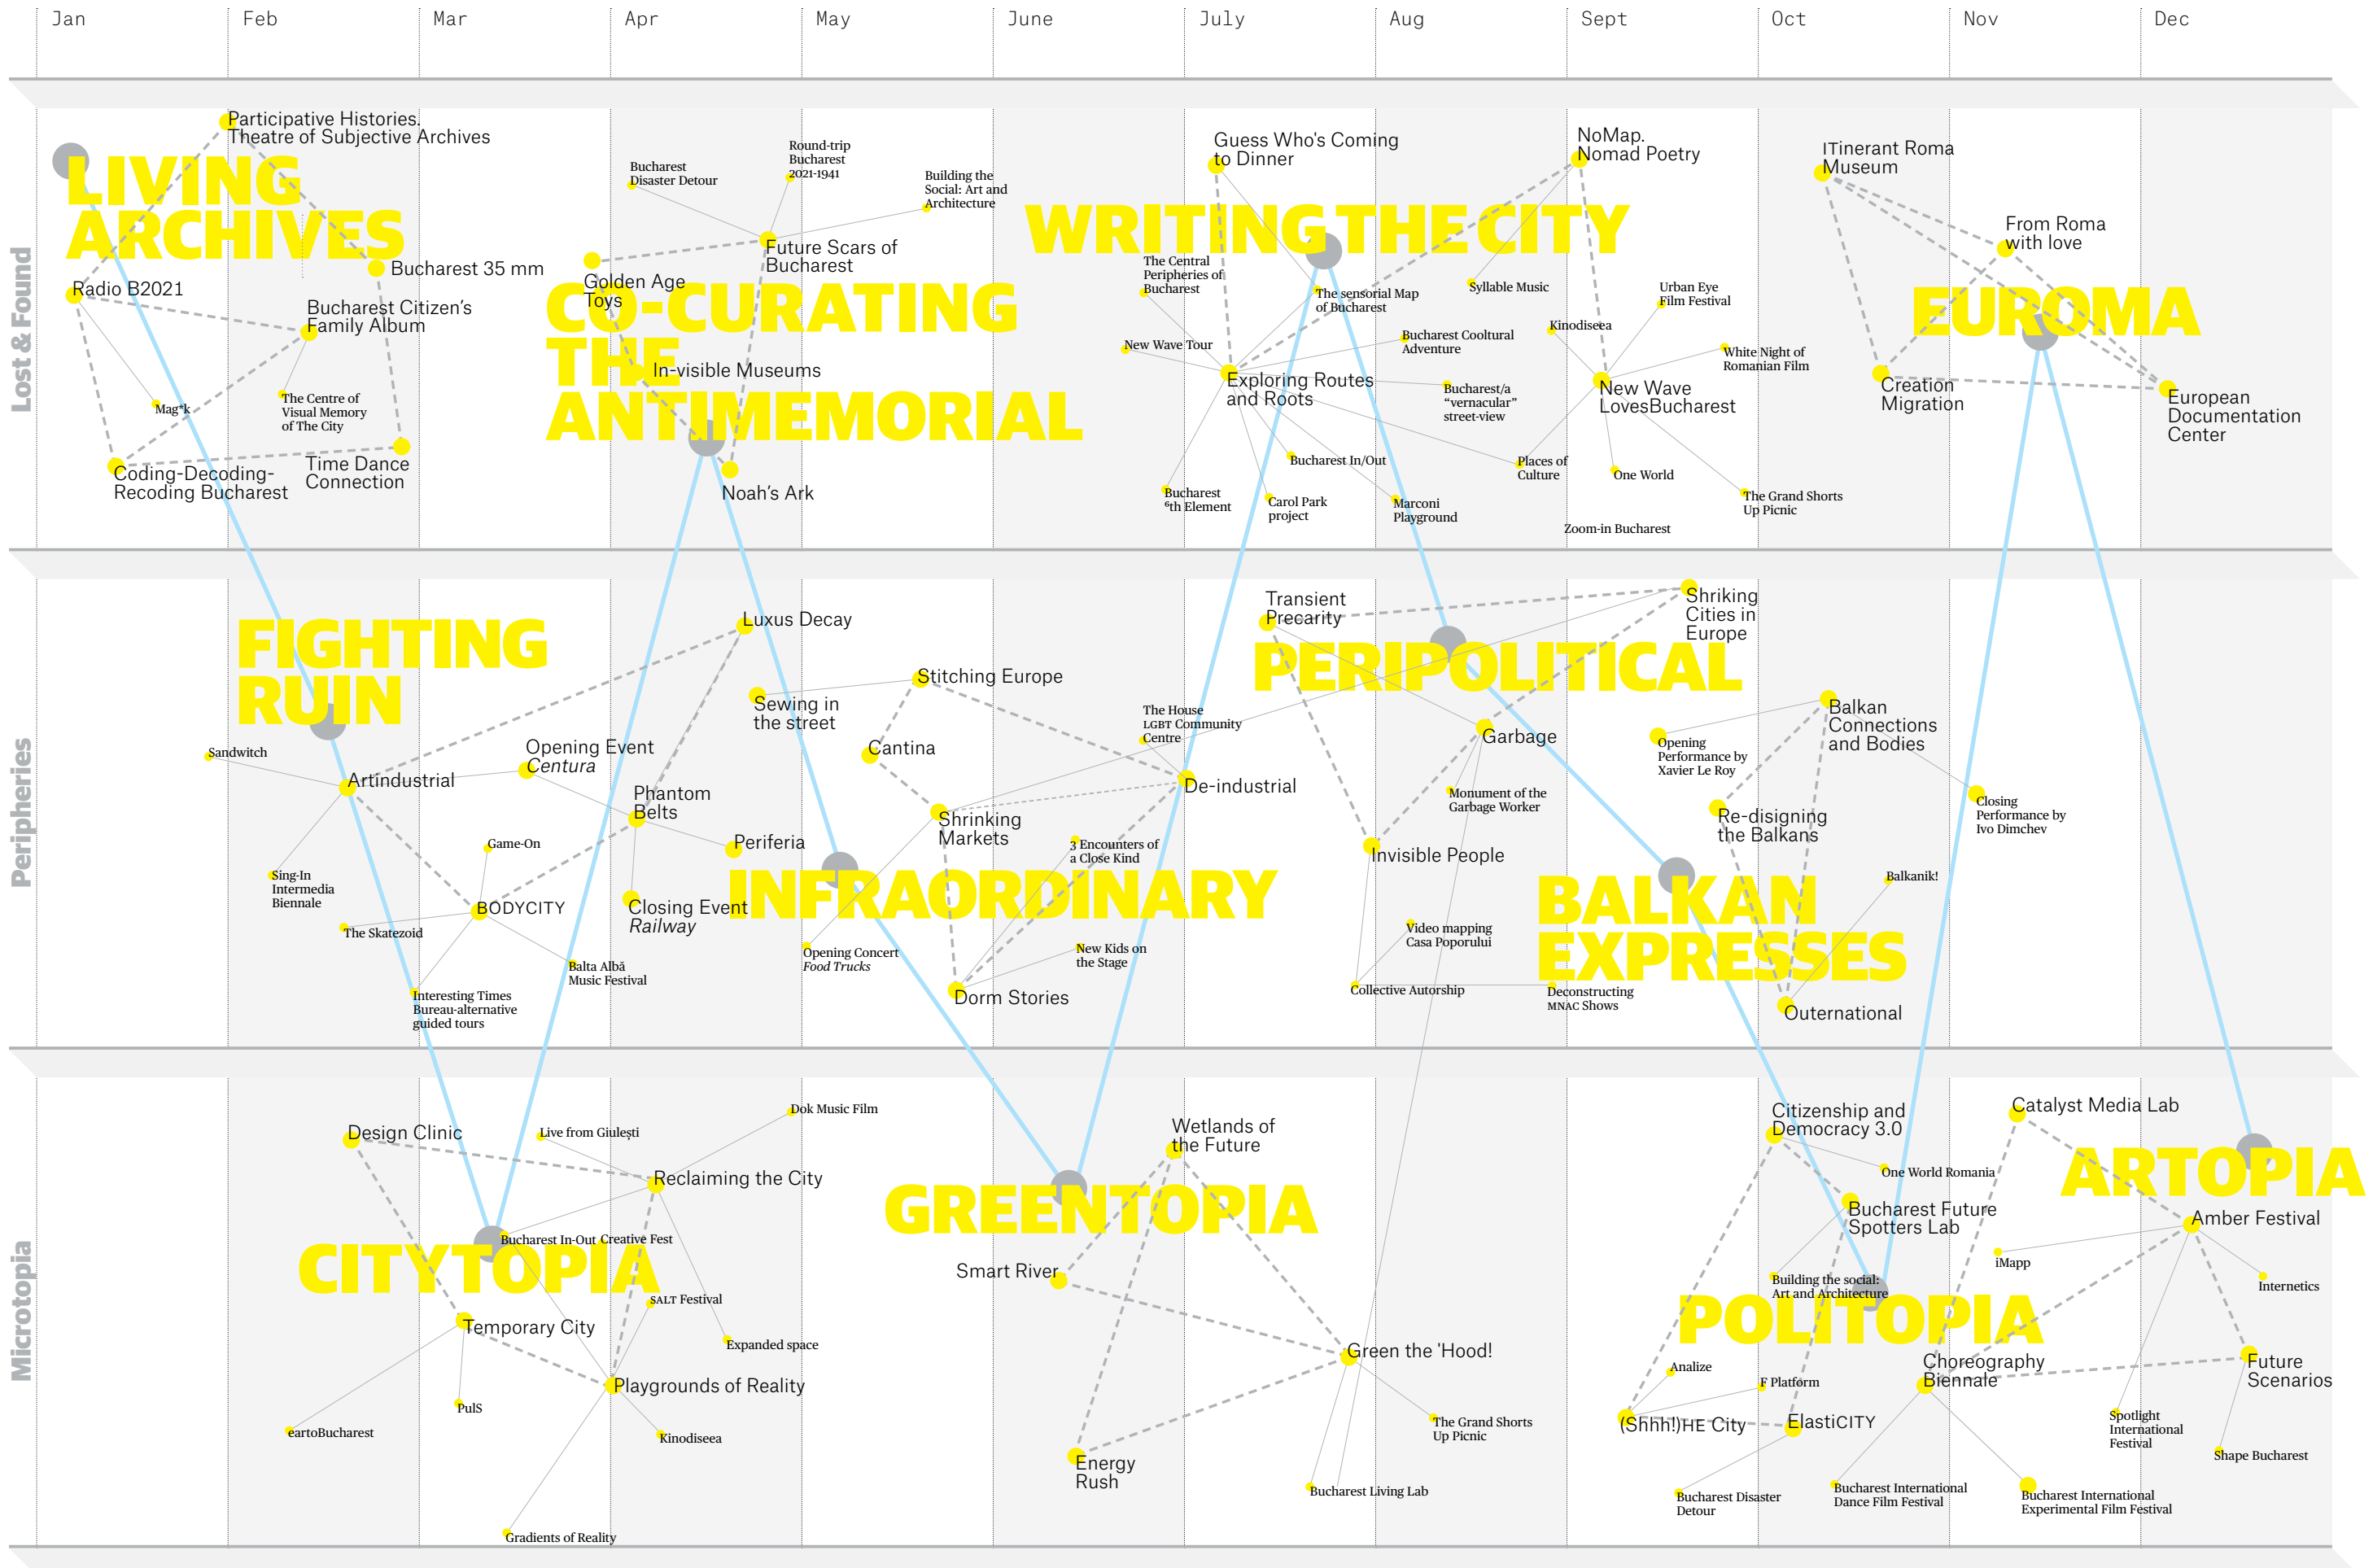 Jan
Feb
Mar
Apr
May
June
July
Aug
Sept
Oct
Nov
Dec
Lost & Found
LIVING
ARCHIVES
Participative Histories.
Theatre of Subjective Archives
Bucharest 35 mm
Radio B2021
Bucharest Citizen's
Family Album
Mag*k
The Centre of
Visual Memory
of The City
Coding-Decoding-
Recoding Bucharest
Time Dance
Connection
CO-CURATING
THE
ANTIMEMORIAL
Bucharest
Disaster Detour
Round-trip
Bucharest
2021-1941
Building the
Social: Art and
Architecture
Future Scars of
Bucharest
Golden Age
Toys
In-visible Museums
Noah's Ark
WRITING THE CITY
Guess Who's Coming
to Dinner
NoMap.
Nomad Poetry
The Central
Peripheries of
Bucharest
The sensorial Map
of Bucharest
Syllable Music
Urban Eye
Film Festival
Kinodiseea
New Wave Tour
Bucharest Cooltural
Adventure
White Night of
Romanian Film
Exploring Routes
and Roots
Bucharest/a
“vernacular”
street-view
New Wave
LovesBucharest
Bucharest In/Out
Places of
Culture
One World
Bucharest
6th Element
Carol Park
project
Marconi
Playground
The Grand Shorts
Up Picnic
Zoom-in Bucharest
EUROMA
ITinerant Roma
Museum
From Roma
with love
Creation
Migration
European
Documentation
Center
Peripheries
FIGHTING
RUIN
Luxus Decay
Sandwitch
Artindustrial
Opening Event
Centura
Phantom
Belts
Periferia
Game-On
Sing-In
Intermedia
Biennale
BODYCITY
The Skatezoid
Closing Event
Railway
Balta Albă
Music Festival
Interesting Times
Bureau-alternative
guided tours
INFRAORDINARY
Sewing in
the street
Stitching Europe
Cantina
The House
LGBT Community
Centre
De-industrial
Shrinking
Markets
3 Encounters of
a Close Kind
Opening Concert
Food Trucks
New Kids on
the Stage
Dorm Stories
PERIPOLITICAL
Transient
Precarity
Shriking
Cities in
Europe
Garbage
Monument of the
Garbage Worker
Invisible People
Video mapping
Casa Poporului
Collective Autorship
Deconstructing
MNAC Shows
BALKAN
EXPRESSES
Balkan
Connections
and Bodies
Opening
Performance by
Xavier Le Roy
Re-disigning
the Balkans
Closing
Performance by
Ivo Dimchev
Balkanik!
Outernational
Microtopia
CITYTOPIA
Design Clinic
Live from Giulești
Dok Music Film
Reclaiming the City
Bucharest In-Out Creative Fest
SALT Festival
Temporary City
Expanded space
Playgrounds of Reality
PulS
eartoBucharest
Kinodiseea
Gradients of Reality
GREENTOPIA
Wetlands of
the Future
Smart River
Green the 'Hood!
The Grand Shorts
Up Picnic
Energy
Rush
Bucharest Living Lab
POLITOPIA
Citizenship and
Democracy 3.0
One World Romania
Bucharest Future
Spotters Lab
Building the social:
Art and Architecture
Analize
F Platform
(Shhh!)HE City
ElastiCITY
Bucharest Disaster
Detour
ARTOPIA
Catalyst Media Lab
Amber Festival
iMapp
Internetics
Choreography
Biennale
Future
Scenarios
Spotlight
International
Festival
Shape Bucharest
Bucharest International
Dance Film Festival
Bucharest International
Experimental Film Festival